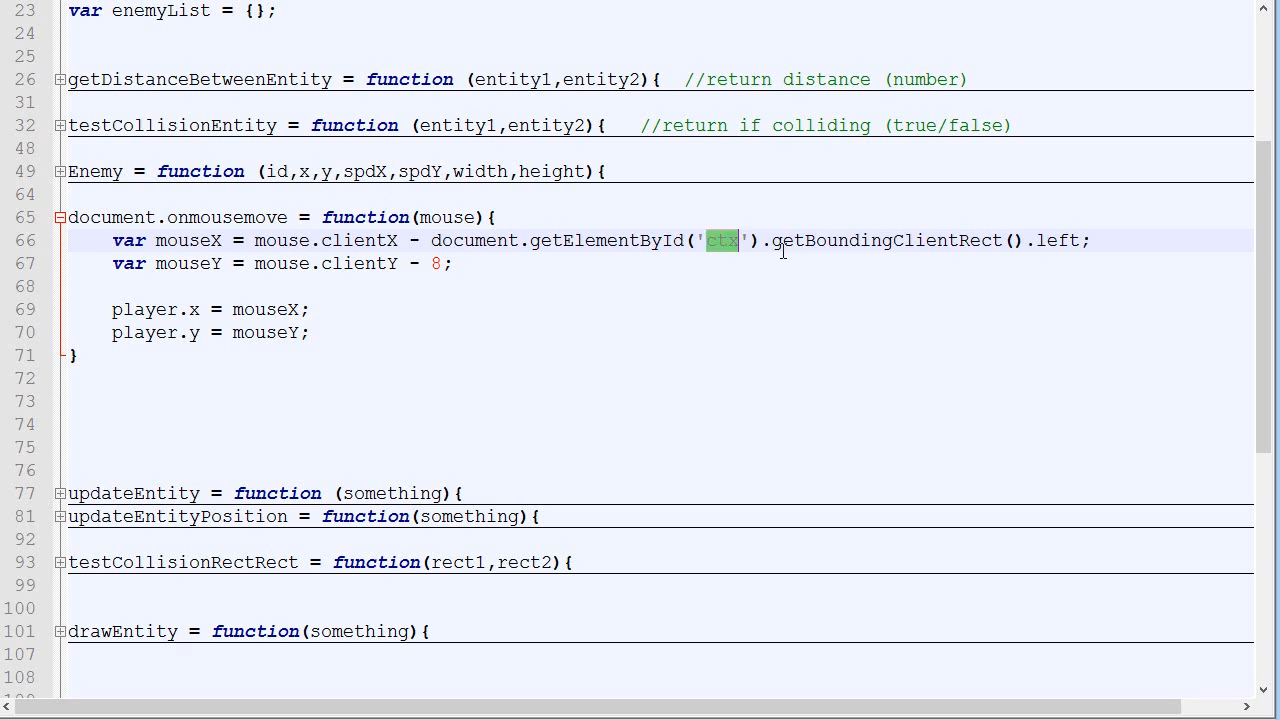 23 var enemyList = {};
24
25
26 getDistanceBetweenEntity = function (entity1,entity2){ //return distance (number)
31
32 testCollisionEntity = function (entity1,entity2){ //return if colliding (true/false)
48
49 Enemy = function (id,x,y,spdX,spdY,width,height){
64
65 document.onmousemove = function(mouse){
66 var mouseX = mouse.clientX - document.getElementById('ctx').getBoundingClientRect().left;
67 var mouseY = mouse.clientY - 8;
68
69 player.x = mouseX;
70 player.y = mouseY;
71 }
72
73
74
75
76
77 updateEntity = function (something){
81 updateEntityPosition = function(something){
92
93 testCollisionRectRect = function(rect1,rect2){
99
100
101 drawEntity = function(something){
107
108